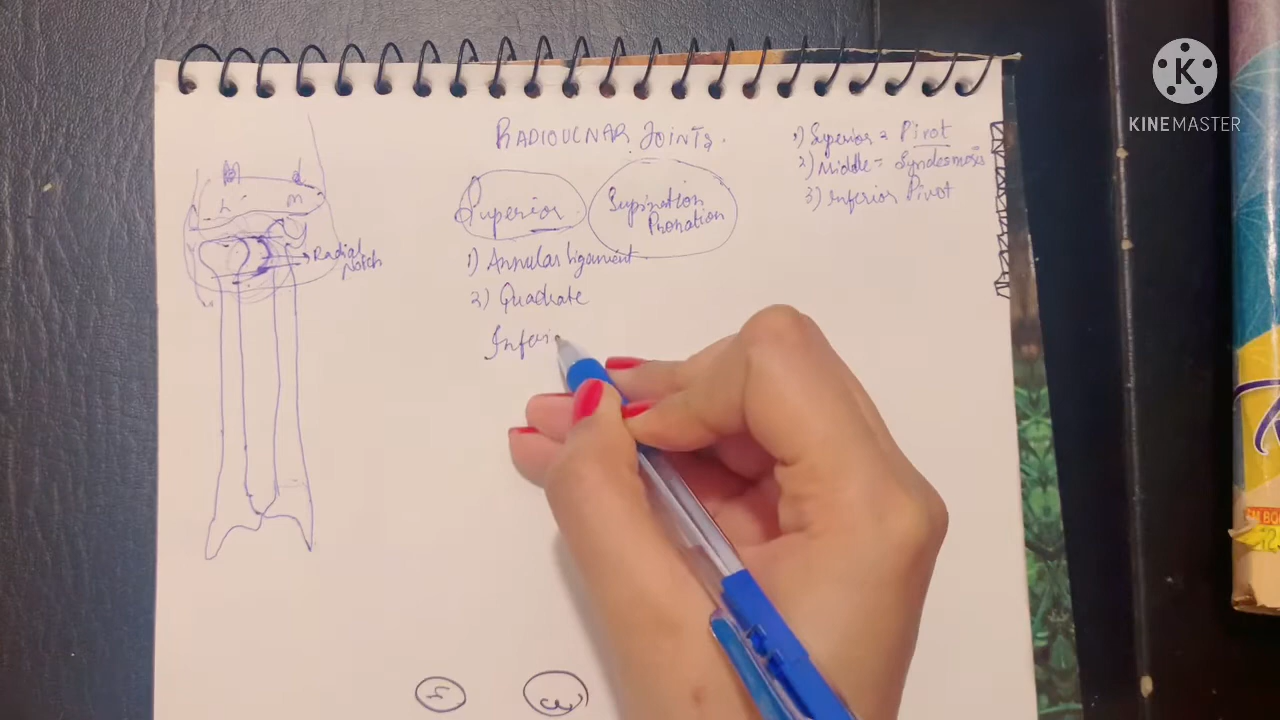 RADIOULNAR JOINTS.
1) Superior = Pivot
2) Middle = Syndesmosis
3) Inferior Pivot
Superior
Supination
Pronation
1) Annular ligament
2) Quadrate
Inferi
M L
L M
Radial
Notch
K
KINEMASTER